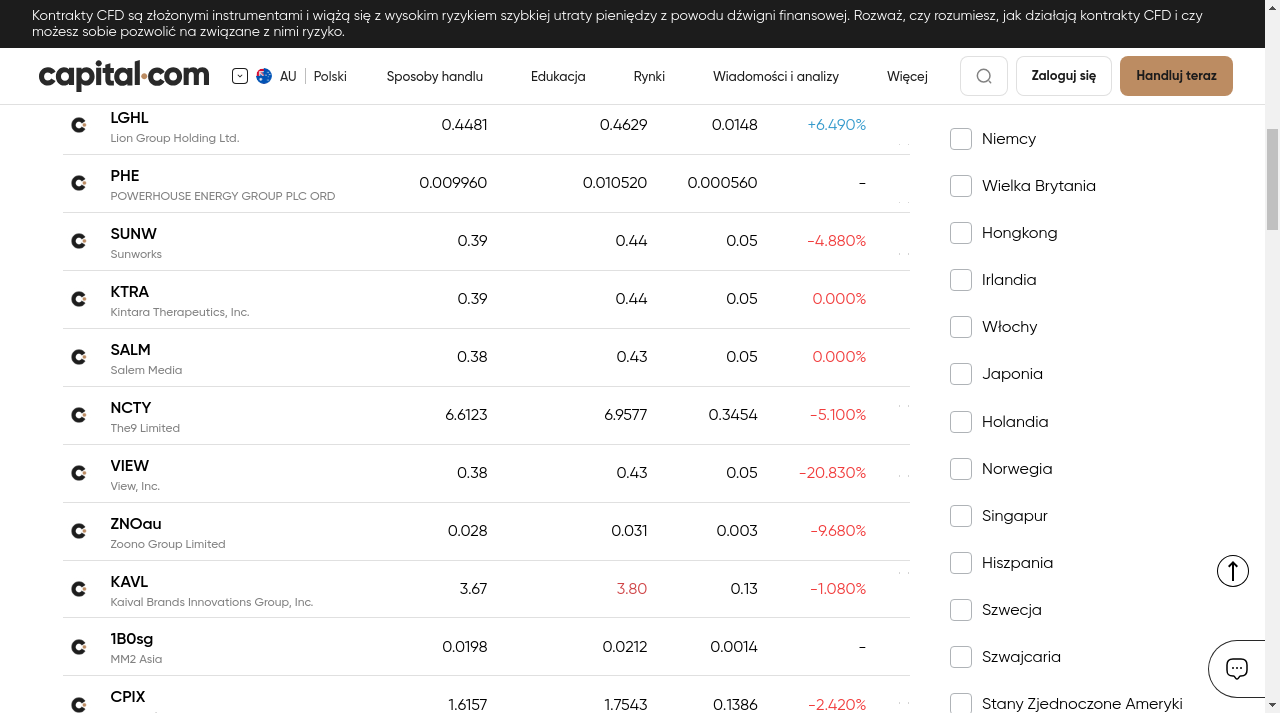 Kontrakty CFD są złożonymi instrumentami i wiążą się z wysokim ryzykiem szybkiej utraty pieniędzy z powodu dźwigni finansowej. Rozważ, czy rozumiesz, jak działają kontrakty CFD i czy
możesz sobie pozwolić na związane z nimi ryzyko.
capital.com AU Polski Sposoby handlu Edukacja Rynki Wiadomości i analizy Więcej Zaloguj się Handluj teraz
LGHL 0.4481 0.4629 0.0148 +6.490%
Lion Group Holding Ltd.
PHE 0.009960 0.010520 0.000560 -
POWERHOUSE ENERGY GROUP PLC ORD
SUNW 0.39 0.44 0.05 -4.880%
Sunworks
KTRA 0.39 0.44 0.05 0.000%
Kintara Therapeutics, Inc.
SALM 0.38 0.43 0.05 0.000%
Salem Media
NCTY 6.6123 6.9577 0.3454 -5.100%
The9 Limited
VIEW 0.38 0.43 0.05 -20.830%
View, Inc.
ZNOau 0.028 0.031 0.003 -9.680%
Zoono Group Limited
KAVL 3.67 3.80 0.13 -1.080%
Kaival Brands Innovations Group, Inc.
1B0sg 0.0198 0.0212 0.0014 -
MM2 Asia
CPIX 1.6157 1.7543 0.1386 -2.420%
Niemcy
Wielka Brytania
Hongkong
Irlandia
Włochy
Japonia
Holandia
Norwegia
Singapur
Hiszpania
Szwecja
Szwajcaria
Stany Zjednoczone Ameryki